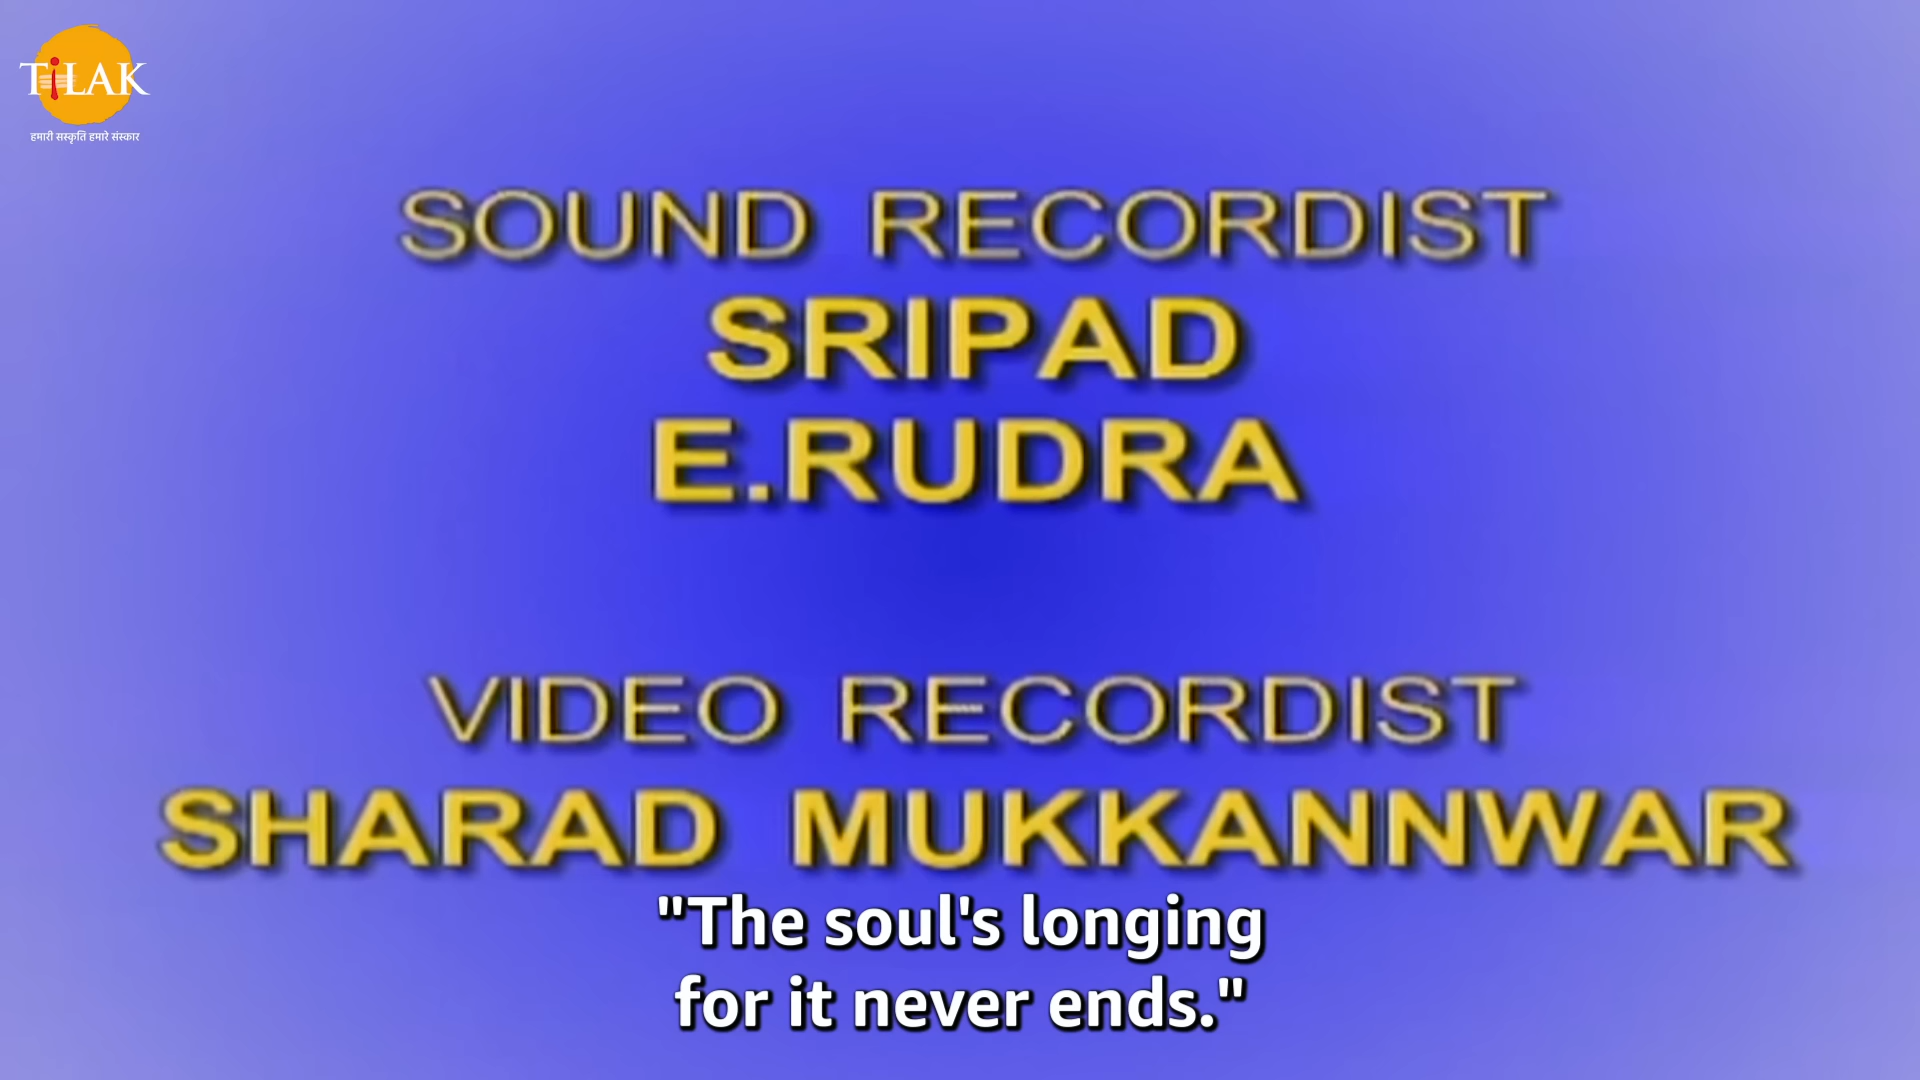 TiLAK
हमारी सस्कृति हमारे संस्कार
SOUND RECORDIST
SRIPAD
E.RUDRA
VIDEO RECORDIST
SHARAD MUKKANNWAR
"The soul's longing
for it never ends."